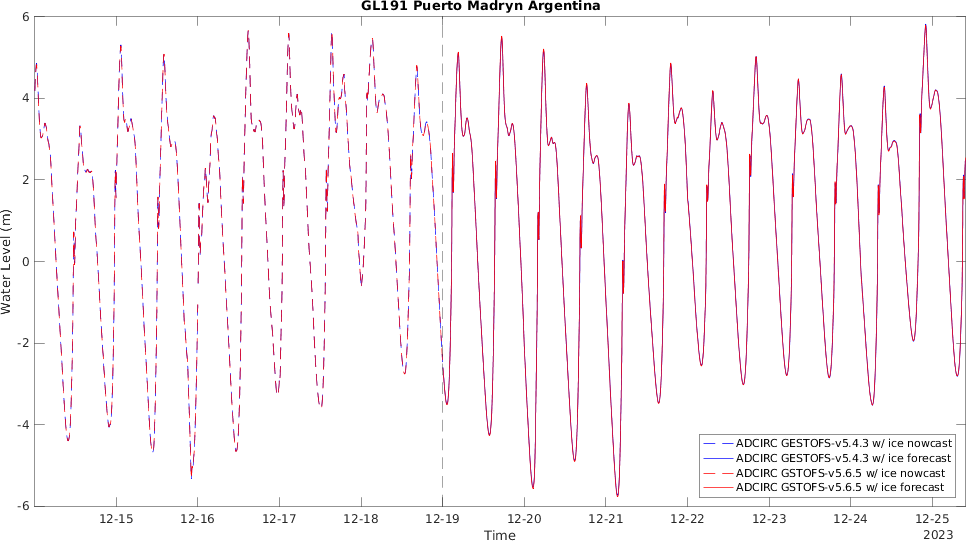 GL191 Puerto Madryn Argentina
6
4
2
0
-2
-4
-6
Water Level (m)
12-15 12-16 12-17 12-18 12-19 12-20 12-21 12-22 12-23 12-24 12-25
2023
Time
ADCIRC GESTOFS-v5.4.3 w/ ice nowcast
ADCIRC GESTOFS-v5.4.3 w/ ice forecast
ADCIRC GSTOFS-v5.6.5 w/ ice nowcast
ADCIRC GSTOFS-v5.6.5 w/ ice forecast